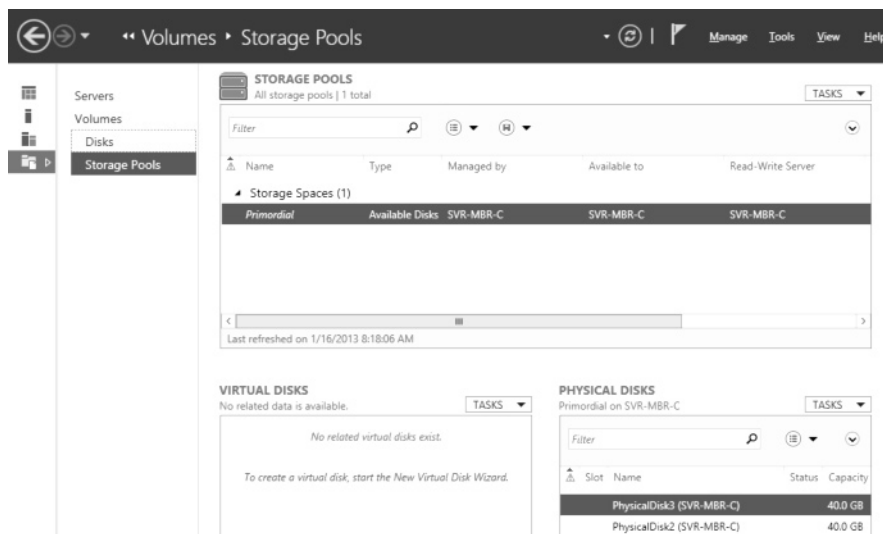 Volumes ‣ Storage Pools
Manage Tools View Help
Servers
Volumes
Disks
Storage Pools
STORAGE POOLS
All storage pools | 1 total
TASKS
Filter
Name Type Managed by Available to Read-Write Server
Storage Spaces (1)
Primordial Available Disks SVR-MBR-C SVR-MBR-C SVR-MBR-C
Last refreshed on 1/16/2013 8:18:06 AM
VIRTUAL DISKS
No related data is available.
TASKS
No related virtual disks exist.
To create a virtual disk, start the New Virtual Disk Wizard.
PHYSICAL DISKS
Primordial on SVR-MBR-C
TASKS
Filter
Slot Name Status Capacity
PhysicalDisk3 (SVR-MBR-C) 40.0 GB
PhysicalDisk2 (SVR-MBR-C) 40.0 GB